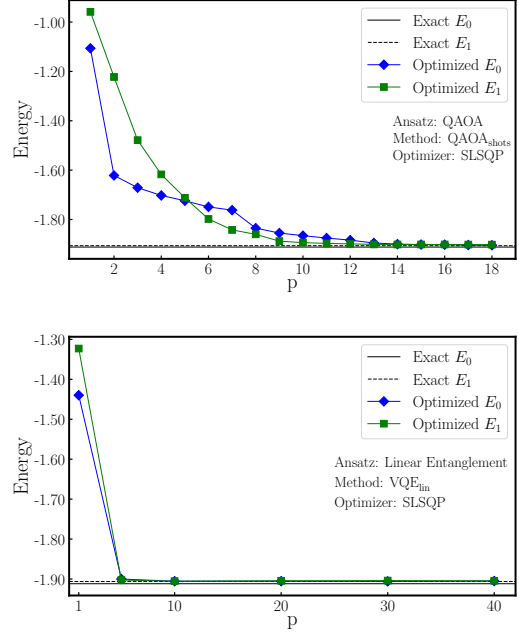 -1.00
-1.20
-1.40
-1.60
-1.80
Energy
Exact E₀
Exact E₁
Optimized E₀
Optimized E₁
Ansatz: QAOA
Method: QAOA_shots
Optimizer: SLSQP
2 4 6 8 10 12 14 16 18
p
-1.30
-1.40
-1.50
-1.60
-1.70
-1.80
-1.90
Energy
Exact E₀
Exact E₁
Optimized E₀
Optimized E₁
Ansatz: Linear Entanglement
Method: VQE_lin
Optimizer: SLSQP
1 10 20 30 40
p